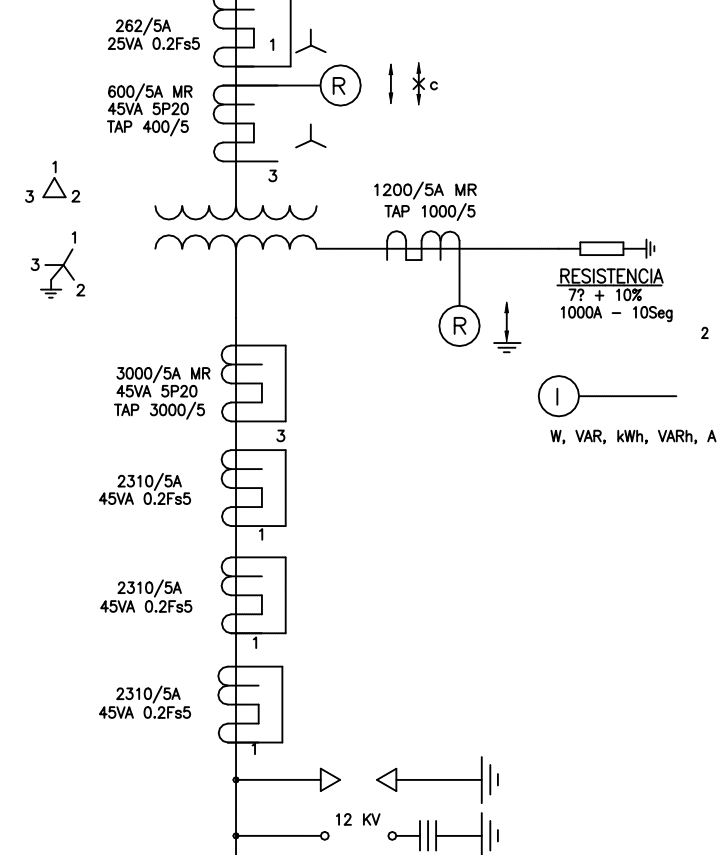 262/5A
25VA 0.2Fs5
1
600/5A MR
45VA 5P20
TAP 400/5
R
c
3
1
3 2
1200/5A MR
TAP 1000/5
1
3
2
RESISTENCIA
7? + 10%
1000A - 10Seg
R
2
3000/5A MR
45VA 5P20
TAP 3000/5
3
I
W, VAR, kWh, VARh, A
2310/5A
45VA 0.2Fs5
1
2310/5A
45VA 0.2Fs5
1
2310/5A
45VA 0.2Fs5
1
12 KV